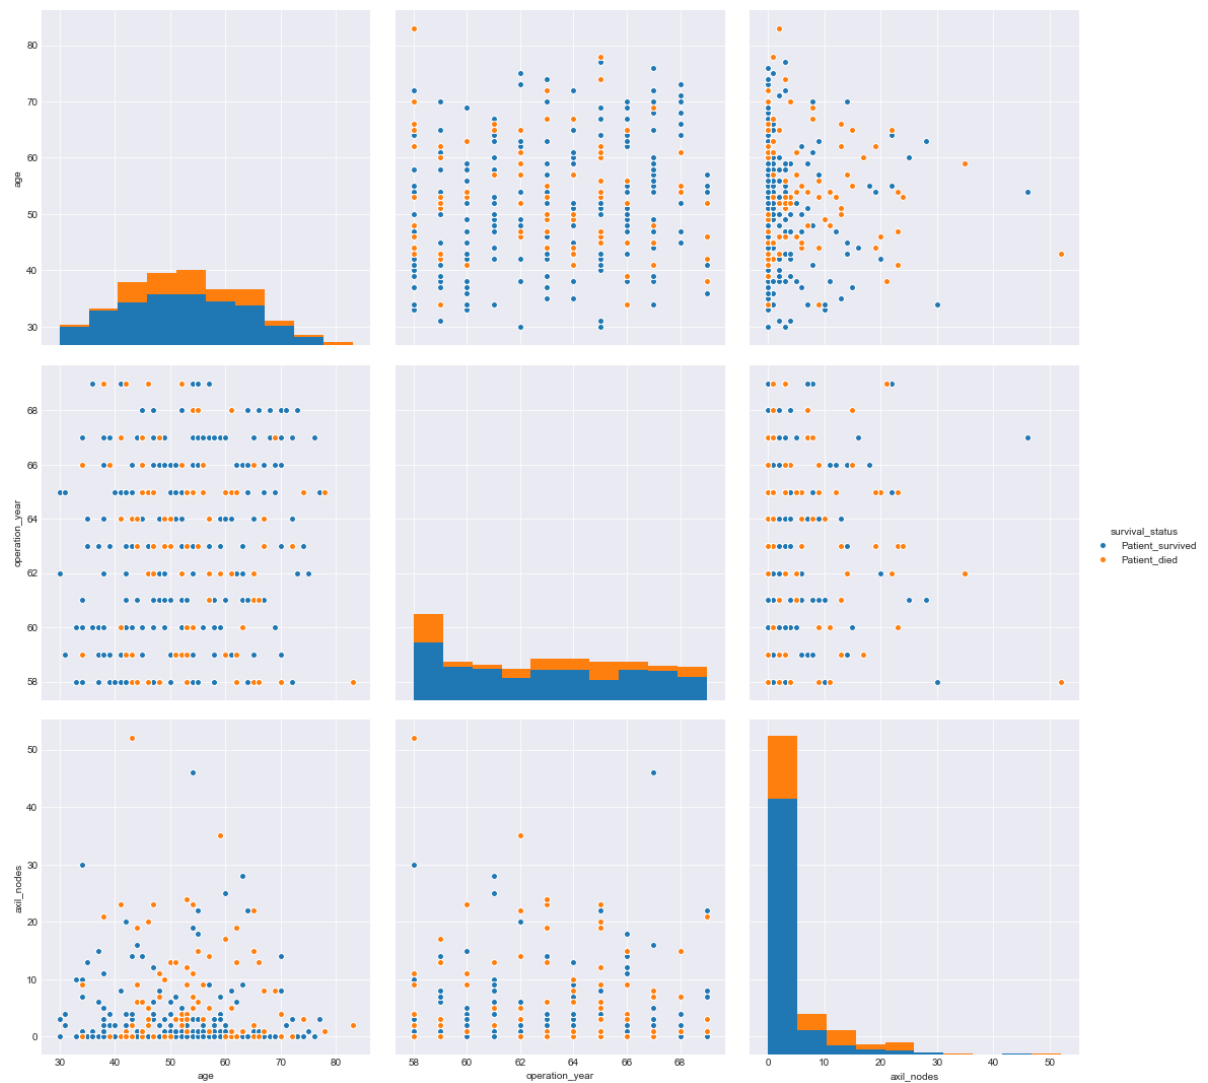 80
70
60
50
40
30
age
68
66
64
62
60
58
operation_year
survival_status
Patient_survived
Patient_died
50
40
30
20
10
0
axil_nodes
30 40 50 60 70 80
age
58 60 62 64 66 68
operation_year
0 10 20 30 40 50
axil_nodes